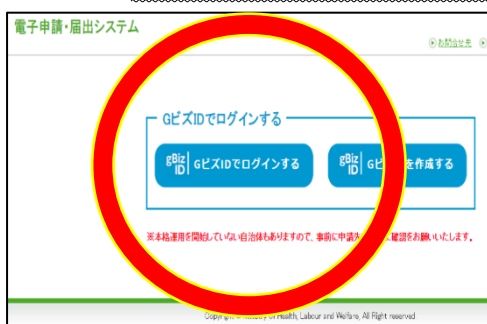 電子申請・届出システム
お問合せ先
GビズIDでログインする
gBiz ID GビズIDでログインする
gBiz ID Gビ を作成する
※本格運用を開始していない自治体もありますので、事前に申請先 確認をお願いいたします。
Copyright © Ministry of Health, Labour and Welfare, All Right reserved